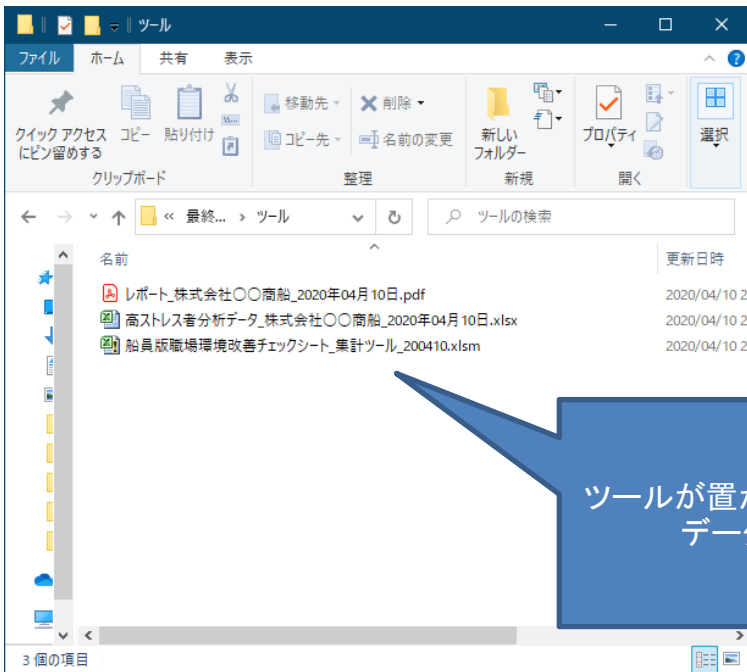 ツール
ファイル ホーム 共有 表示
クイック アクセスにピン留めする コピー 貼り付け 移動先 削除 コピー先 名前の変更 新しいフォルダー プロパティ 選択
クリップボード 整理 新規 開く
« 最終... › ツール ツールの検索
名前 更新日時
レポート_株式会社〇〇商船_2020年04月10日.pdf 2020/04/10 2
高ストレス者分析データ_株式会社〇〇商船_2020年04月10日.xlsx 2020/04/10 2
船員版職場環境改善チェックシート_集計ツール_200410.xlsm 2020/04/10 2
ツールが置
デー
3 個の項目